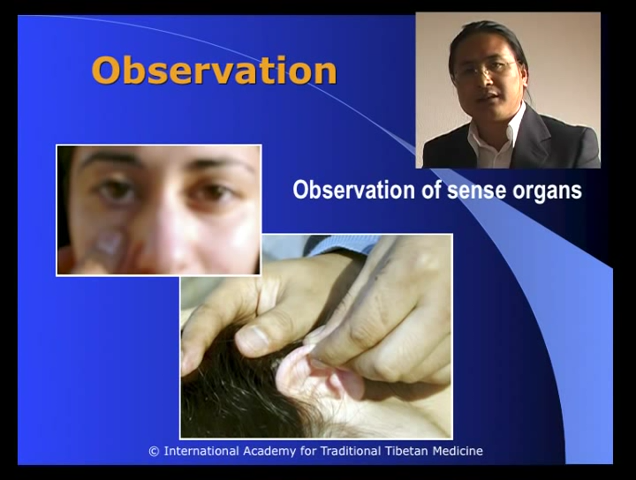 Observation
Observation of sense organs
© International Academy for Traditional Tibetan Medicine